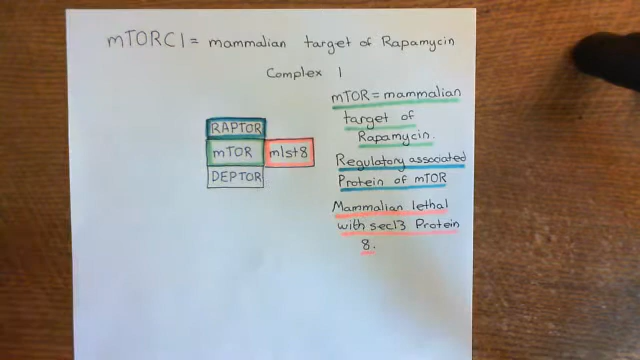 mTORC1 = mammalian target of Rapamycin
Complex 1
mTOR = mammalian
target of
Rapamycin.
RAPTOR
mTOR mlst8
DEPTOR
Regulatory associated
Protein of mTOR
Mammalian lethal
with sec13 Protein
8.